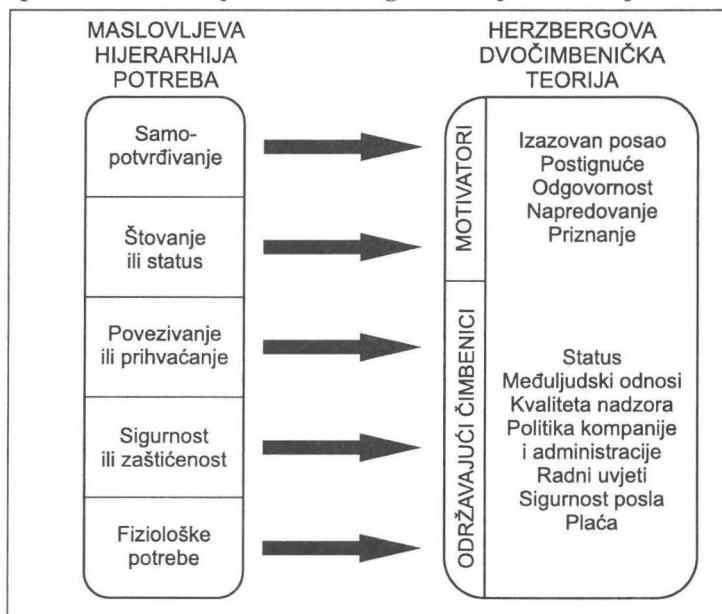 MASLOVLJEVA
HIJERARHIJA
POTREBA
Samo-
potvrđivanje
Štovanje
ili status
Povezivanje
ili prihvaćanje
Sigurnost
ili zaštićenost
Fiziološke
potrebe
HERZBERGOVA
DVOČIMBENIČKA
TEORIJA
MOTIVATORI
Izazovan posao
Postignuće
Odgovornost
Napredovanje
Priznanje
ODRŽAVAJUĆI ČIMBENICI
Status
Međuljudski odnosi
Kvaliteta nadzora
Politika kompanije
i administracije
Radni uvjeti
Sigurnost posla
Plaća